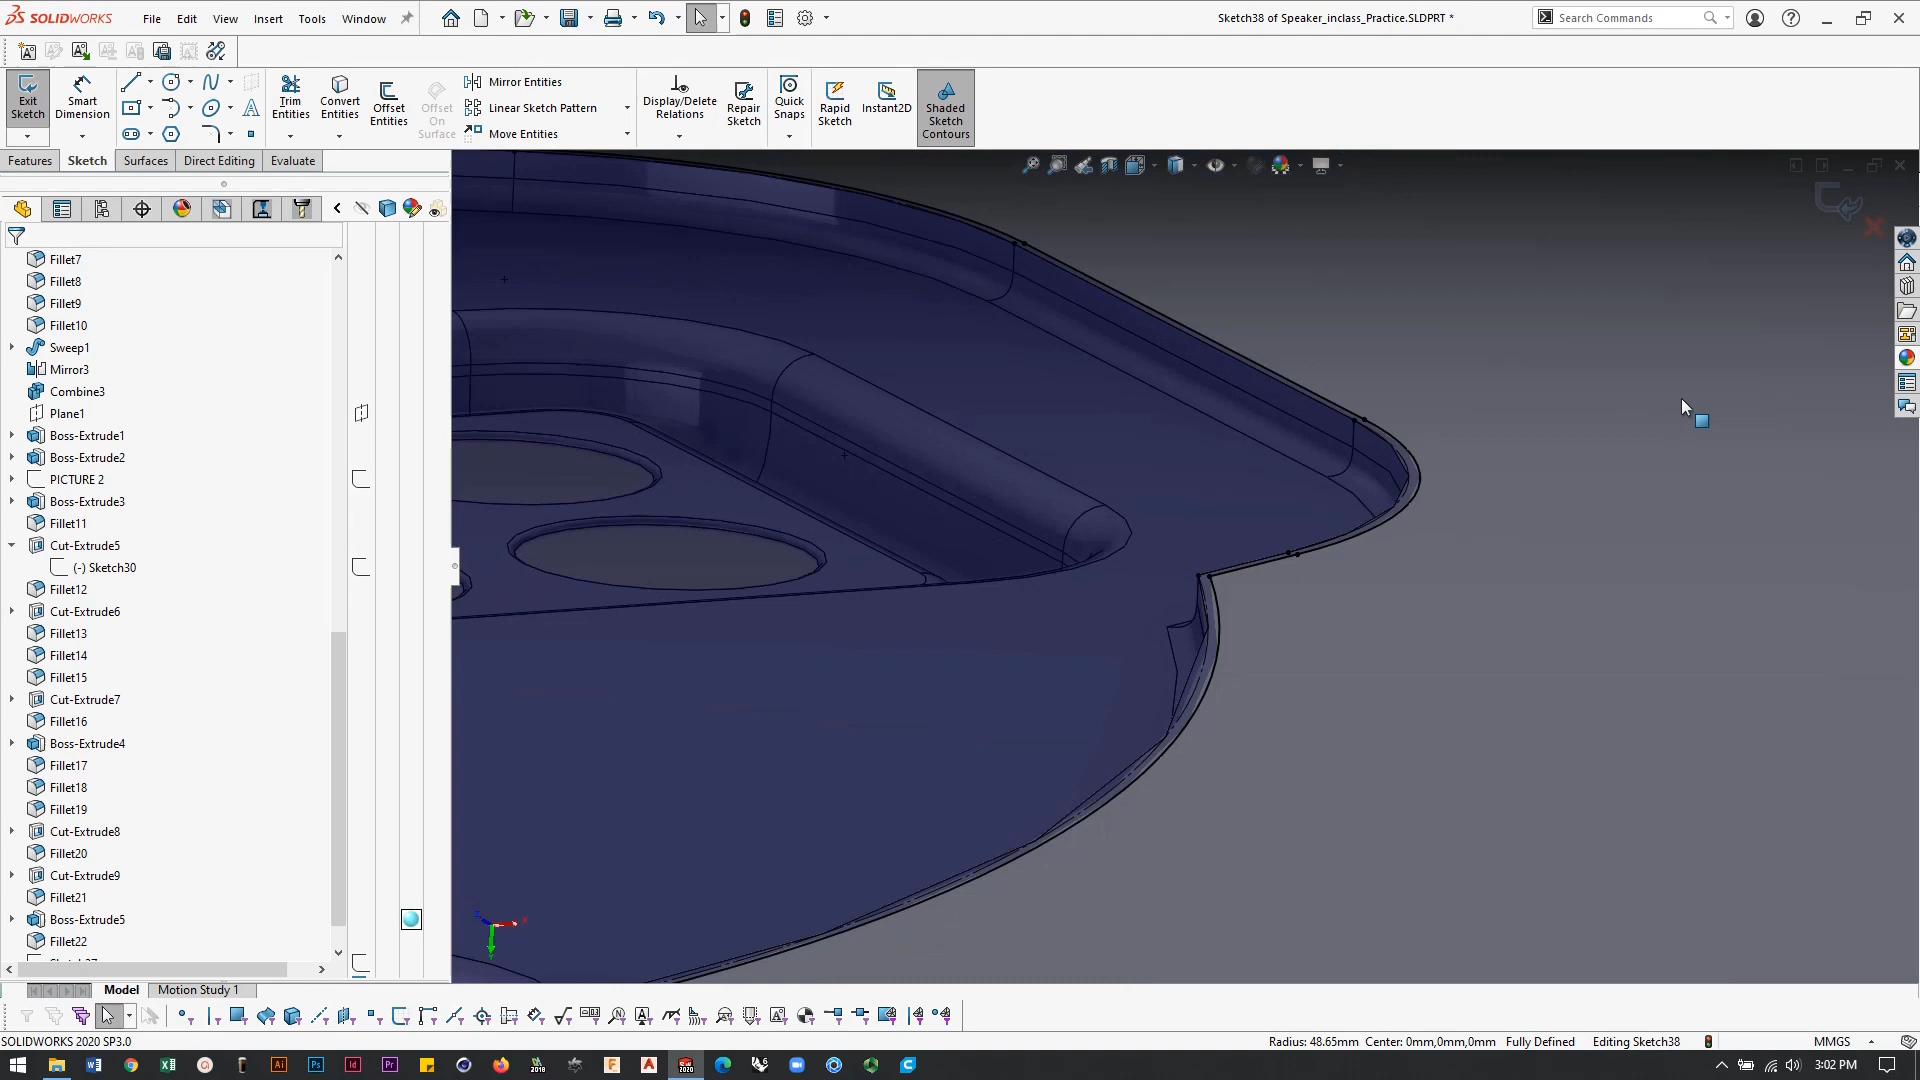 SOLIDWORKS File Edit View Insert Tools Window Sketch38 of Speaker_inclass_Practice.SLDPRT * Search Commands
Exit Sketch
Smart Dimension
Trim Entities
Convert Entities
Offset Entities
Offset On Surface
Mirror Entities
Linear Sketch Pattern
Move Entities
Display/Delete Relations
Repair Sketch
Quick Snaps
Rapid Sketch
Instant2D
Shaded Sketch Contours
Features Sketch Surfaces Direct Editing Evaluate
Fillet7
Fillet8
Fillet9
Fillet10
Sweep1
Mirror3
Combine3
Plane1
Boss-Extrude1
Boss-Extrude2
PICTURE 2
Boss-Extrude3
Fillet11
Cut-Extrude5
(-) Sketch30
Fillet12
Cut-Extrude6
Fillet13
Fillet14
Fillet15
Cut-Extrude7
Fillet16
Boss-Extrude4
Fillet17
Fillet18
Fillet19
Cut-Extrude8
Fillet20
Cut-Extrude9
Fillet21
Boss-Extrude5
Fillet22
Model Motion Study 1
SOLIDWORKS 2020 SP3.0 Radius: 48.65mm Center: 0mm,0mm,0mm Fully Defined Editing Sketch38 MMGS
3:02 PM